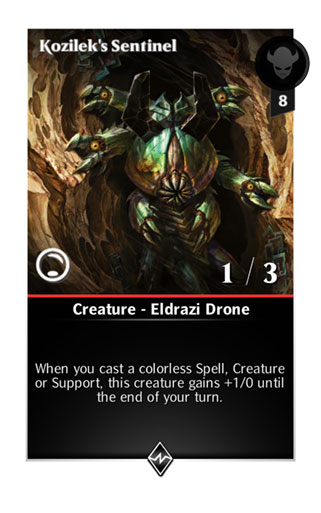 Kozilek's Sentinel
8
1 / 3
Creature - Eldrazi Drone
When you cast a colorless Spell, Creature
or Support, this creature gains +1/0 until
the end of your turn.